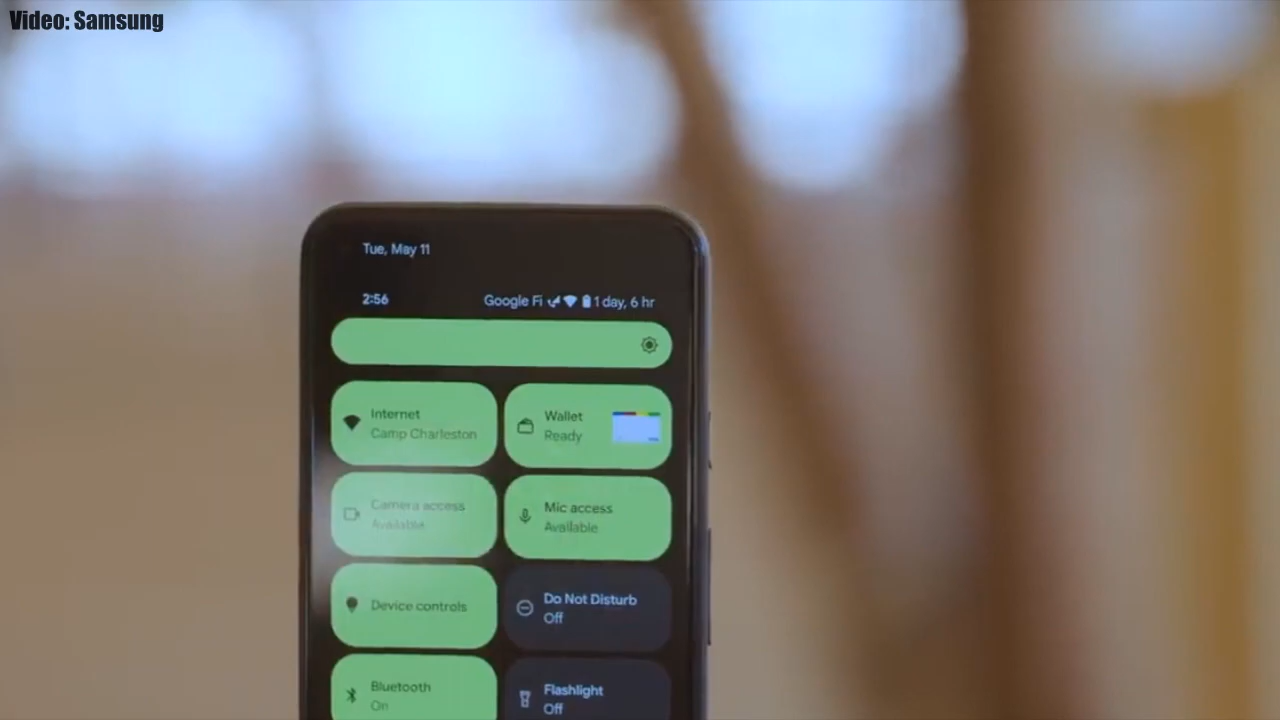 Video: Samsung
Tue, May 11
2:56
Google Fi
1 day, 6 hr
Internet
Camp Charleston
Wallet
Ready
Camera access
Available
Mic access
Available
Device controls
Do Not Disturb
Off
Bluetooth
On
Flashlight
Off